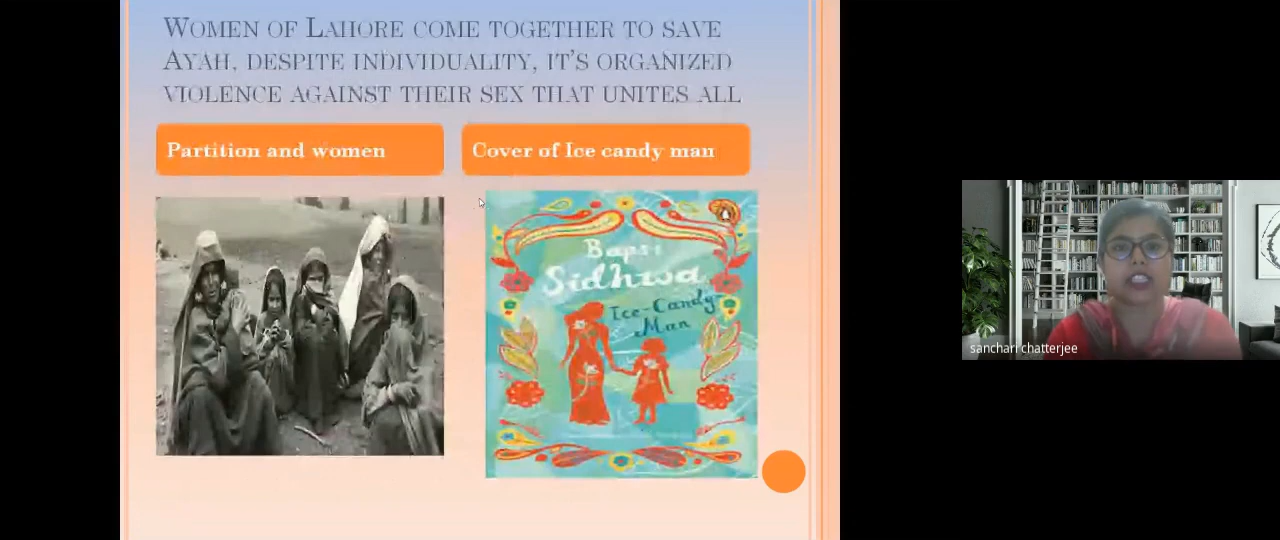 WOMEN OF LAHORE COME TOGETHER TO SAVE
AYAH, DESPITE INDIVIDUALITY, IT'S ORGANIZED
VIOLENCE AGAINST THEIR SEX THAT UNITES ALL
Partition and women
Cover of Ice candy man
Bapsi
Sidhwa
Ice-Candy-
Man
sanchari chatterjee